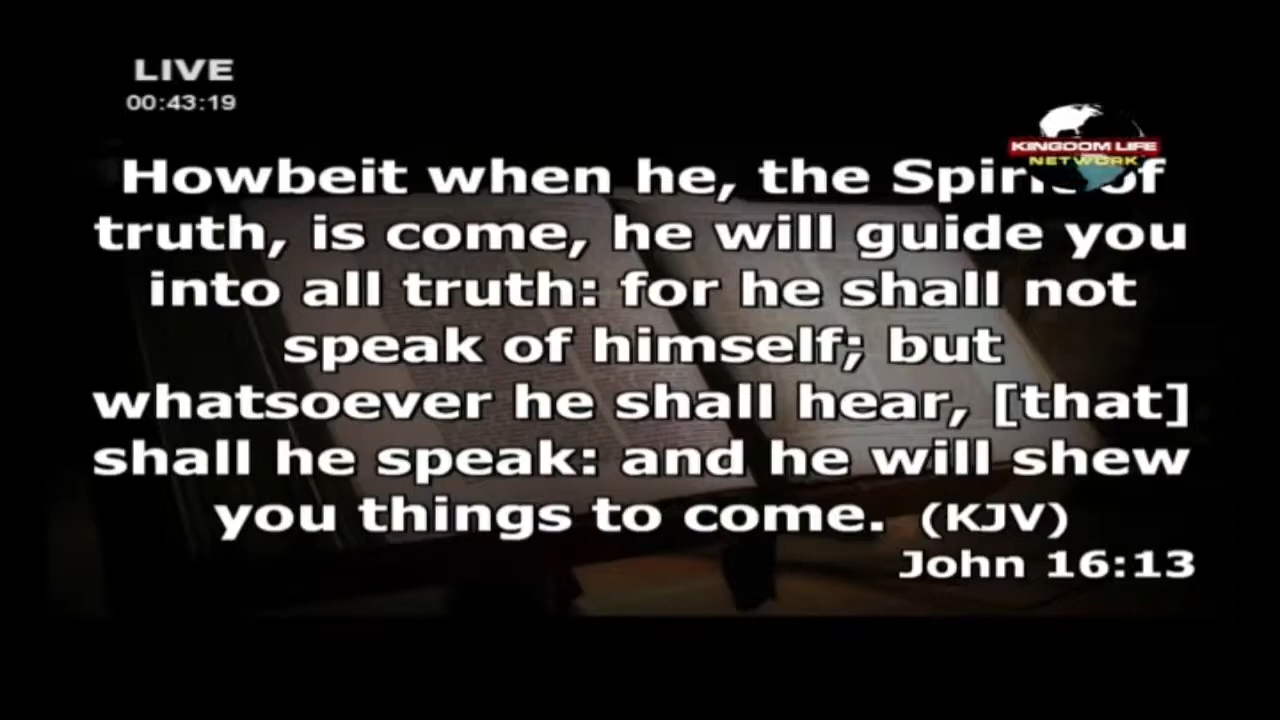 LIVE
00:43:19
KINGDOM LIFE
NETWORK
Howbeit when he, the Spirit of
truth, is come, he will guide you
into all truth: for he shall not
speak of himself; but
whatsoever he shall hear, [that]
shall he speak: and he will shew
you things to come. (KJV)
John 16:13